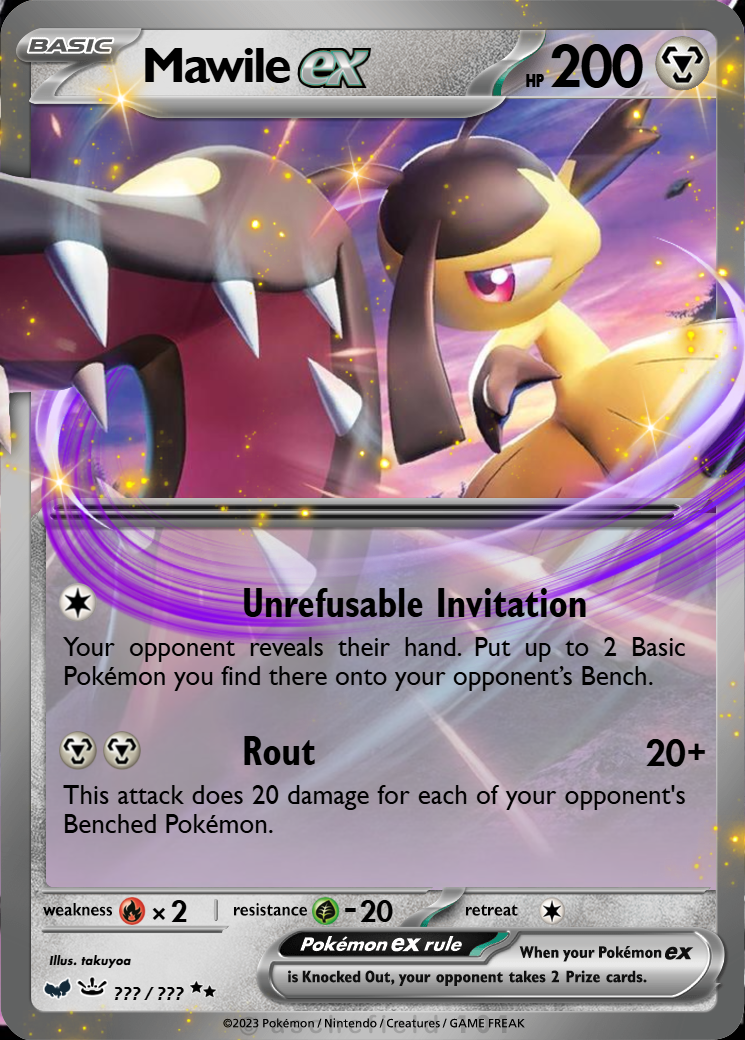 BASIC
Mawile ex
HP 200
Unrefusable Invitation
Your opponent reveals their hand. Put up to 2 Basic
Pokémon you find there onto your opponent’s Bench.
Rout 20+
This attack does 20 damage for each of your opponent's
Benched Pokémon.
weakness × 2 resistance -20 retreat
Illus. takuyoa
??? / ???
Pokémon ex rule When your Pokémon ex
is Knocked Out, your opponent takes 2 Prize cards.
©2023 Pokémon / Nintendo / Creatures / GAME FREAK